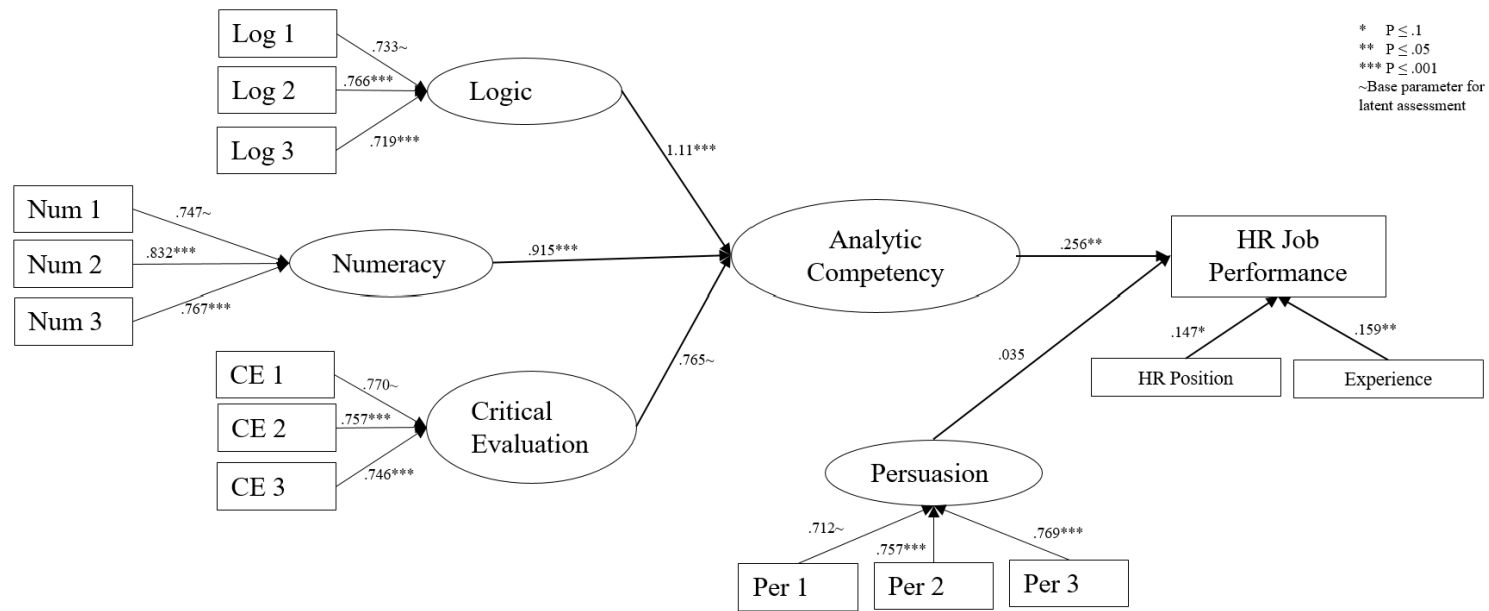 Log 1
Log 2
Log 3
.733~
.766***
.719***
Logic
1.11***
* P ≤ .1
** P ≤ .05
*** P ≤ .001
~Base parameter for
latent assessment
Num 1
Num 2
Num 3
.747~
.832***
.767***
Numeracy
.915***
Analytic
Competency
.256**
HR Job
Performance
.147*
.159**
HR Position
Experience
CE 1
CE 2
CE 3
.770~
.757***
.746***
Critical
Evaluation
.765~
.035
Persuasion
.712~
.757***
.769***
Per 1
Per 2
Per 3